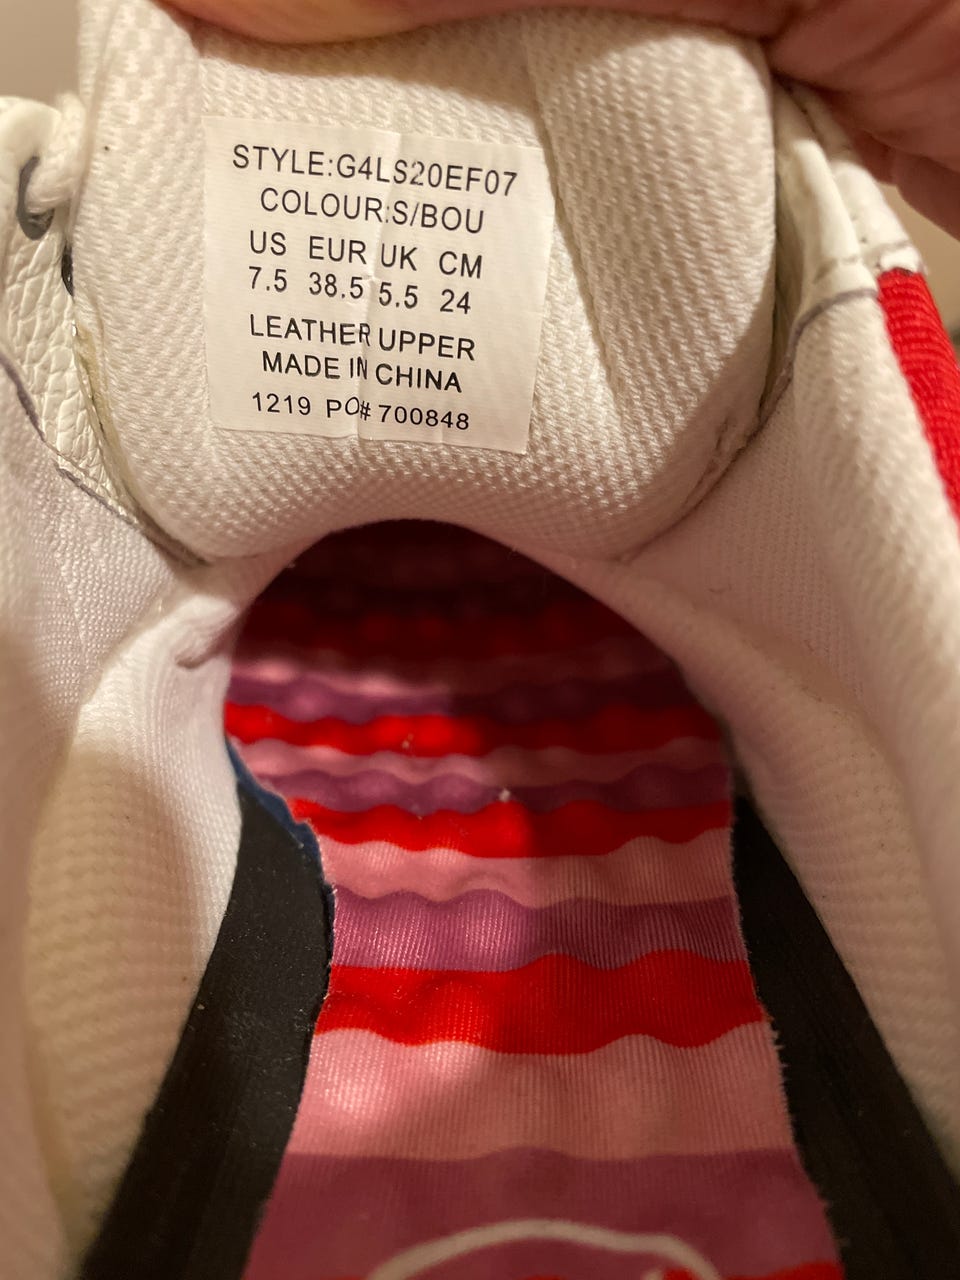 STYLE:G4LS20EF07
COLOUR:S/BOU
US EUR UK CM
7.5 38.5 5.5 24
LEATHER UPPER
MADE IN CHINA
1219 PO# 700848